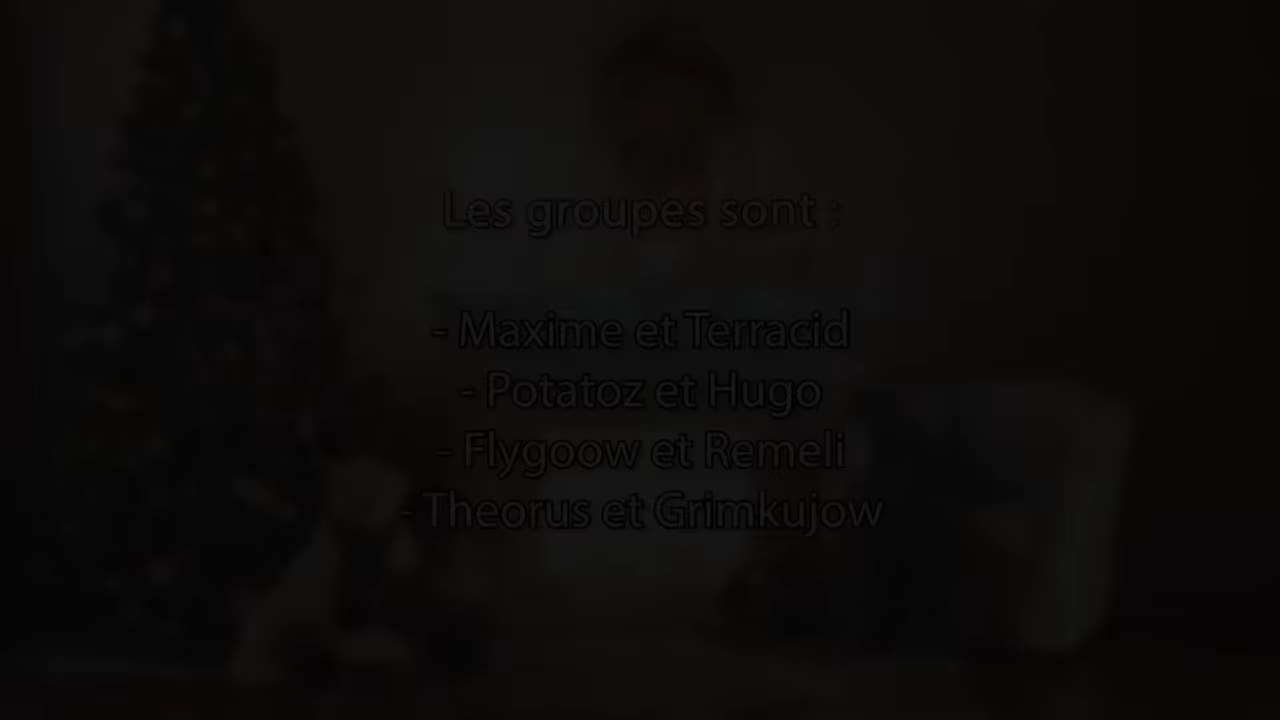 Les groupes sont :
- Maxime et Terracid
- Potatoz et Hugo
- Flygoow et Remeli
- Theorus et Grimkujow